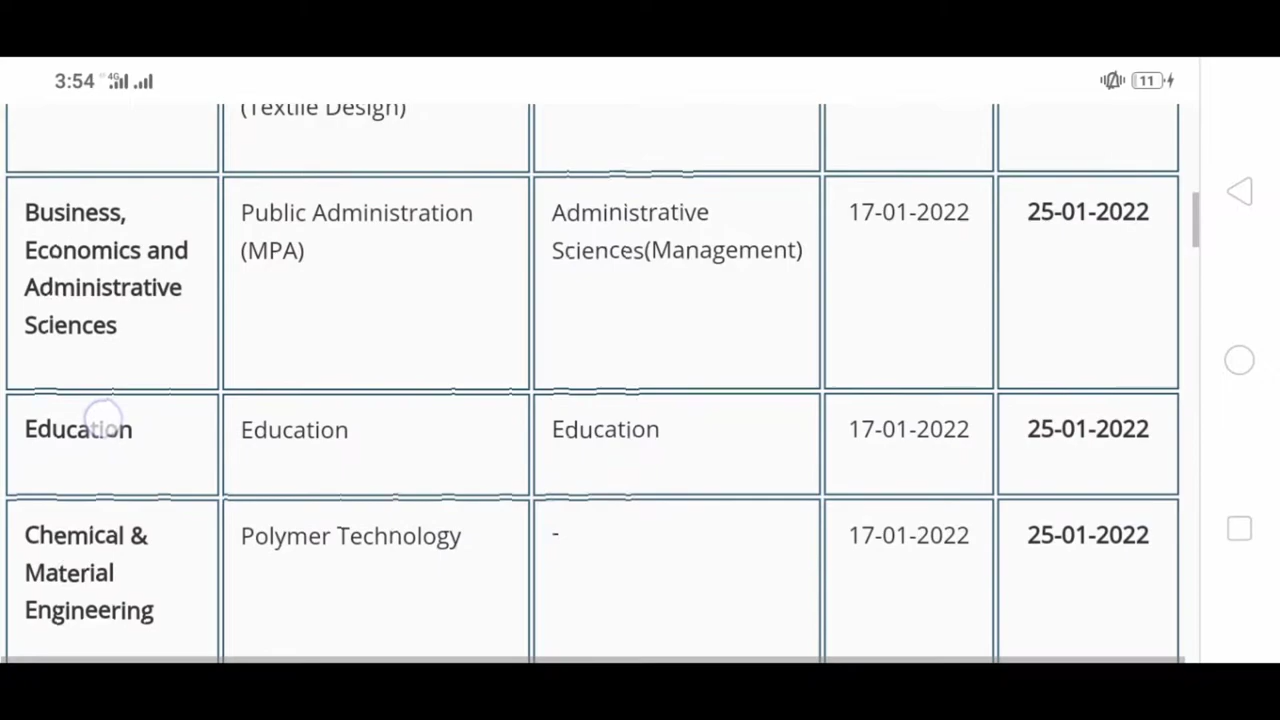 3:54 4G 11
(Textile Design)
Business, Economics and Administrative Sciences Public Administration (MPA) Administrative Sciences(Management) 17-01-2022 25-01-2022
Education Education Education 17-01-2022 25-01-2022
Chemical & Material Engineering Polymer Technology - 17-01-2022 25-01-2022